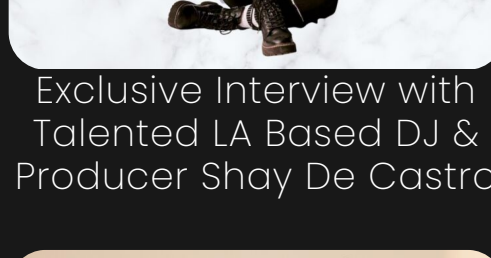 Exclusive Interview with
Talented LA Based DJ &
Producer Shay De Castro